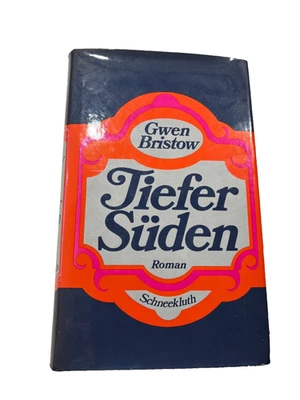 Gwen
Bristow
Tiefer
Süden
Roman
Schneekluth